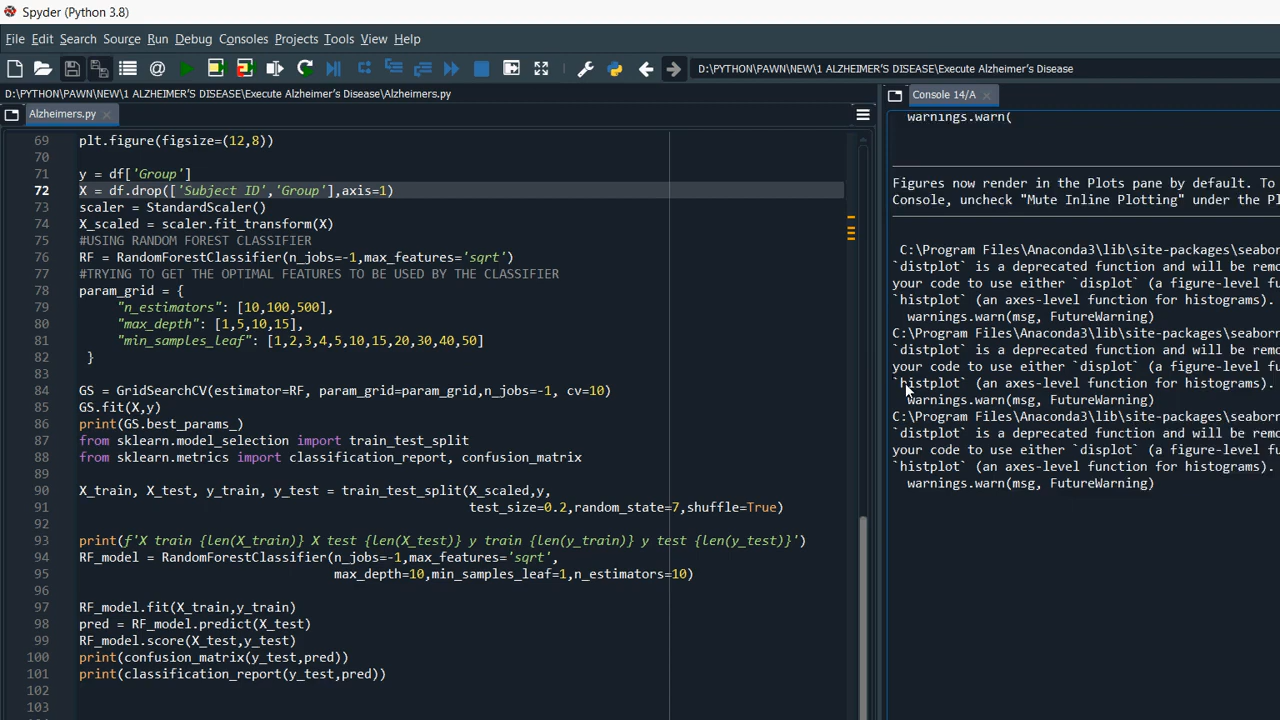 Spyder (Python 3.8)
File Edit Search Source Run Debug Consoles Projects Tools View Help
D:\PYTHON\PAWN\NEW\1 ALZHEIMER'S DISEASE\Execute Alzheimer's Disease
D:\PYTHON\PAWN\NEW\1 ALZHEIMER'S DISEASE\Execute Alzheimer's Disease\Alzheimers.py
Alzheimers.py
69 plt.figure(figsize=(12,8))
70
71 y = df['Group']
72 X = df.drop(['Subject ID','Group'],axis=1)
73 scaler = StandardScaler()
74 X_scaled = scaler.fit_transform(X)
75 #USING RANDOM FOREST CLASSIFIER
76 RF = RandomForestClassifier(n_jobs=-1,max_features='sqrt')
77 #TRYING TO GET THE OPTIMAL FEATURES TO BE USED BY THE CLASSIFIER
78 param_grid = {
79 "n_estimators": [10,100,500],
80 "max_depth": [1,5,10,15],
81 "min_samples_leaf": [1,2,3,4,5,10,15,20,30,40,50]
82 }
83
84 GS = GridSearchCV(estimator=RF, param_grid=param_grid,n_jobs=-1, cv=10)
85 GS.fit(X,y)
86 print(GS.best_params_)
87 from sklearn.model_selection import train_test_split
88 from sklearn.metrics import classification_report, confusion_matrix
89
90 X_train, X_test, y_train, y_test = train_test_split(X_scaled,y,
91 test_size=0.2,random_state=7,shuffle=True)
92
93 print(f'X train {len(X_train)} X test {len(X_test)} y train {len(y_train)} y test {len(y_test)}')
94 RF_model = RandomForestClassifier(n_jobs=-1,max_features='sqrt',
95 max_depth=10,min_samples_leaf=1,n_estimators=10)
96
97 RF_model.fit(X_train,y_train)
98 pred = RF_model.predict(X_test)
99 RF_model.score(X_test,y_test)
100 print(confusion_matrix(y_test,pred))
101 print(classification_report(y_test,pred))
102
103
Console 14/A
warnings.warn(
Figures now render in the Plots pane by default. To
Console, uncheck "Mute Inline Plotting" under the Pl
C:\Program Files\Anaconda3\lib\site-packages\seaborn
`distplot` is a deprecated function and will be remo
your code to use either `displot` (a figure-level fu
`histplot` (an axes-level function for histograms).
warnings.warn(msg, FutureWarning)
C:\Program Files\Anaconda3\lib\site-packages\seaborn
`distplot` is a deprecated function and will be remo
your code to use either `displot` (a figure-level fu
`histplot` (an axes-level function for histograms).
warnings.warn(msg, FutureWarning)
C:\Program Files\Anaconda3\lib\site-packages\seaborn
`distplot` is a deprecated function and will be remo
your code to use either `displot` (a figure-level fu
`histplot` (an axes-level function for histograms).
warnings.warn(msg, FutureWarning)